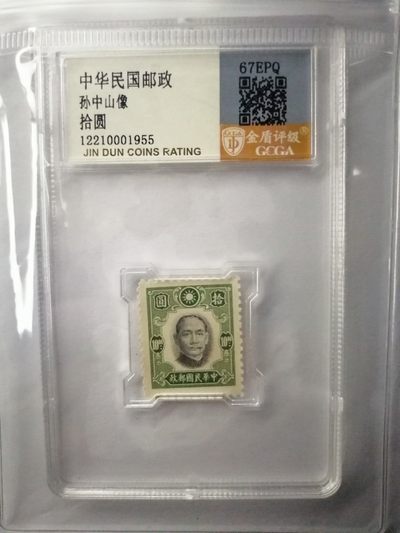 中华民国邮政
孙中山像
拾圆
12210001955
JIN DUN COINS RATING
67EPQ
金盾评级
GCGA
圓 拾
政郵國民華中